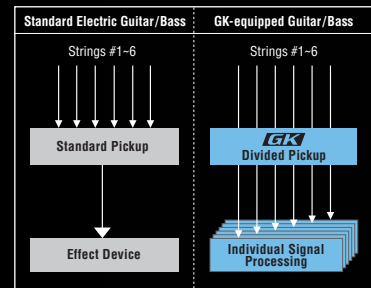 Standard Electric Guitar/Bass
Strings #1~6
Standard Pickup
Effect Device
GK-equipped Guitar/Bass
Strings #1~6
GK
Divided Pickup
Individual Signal
Processing